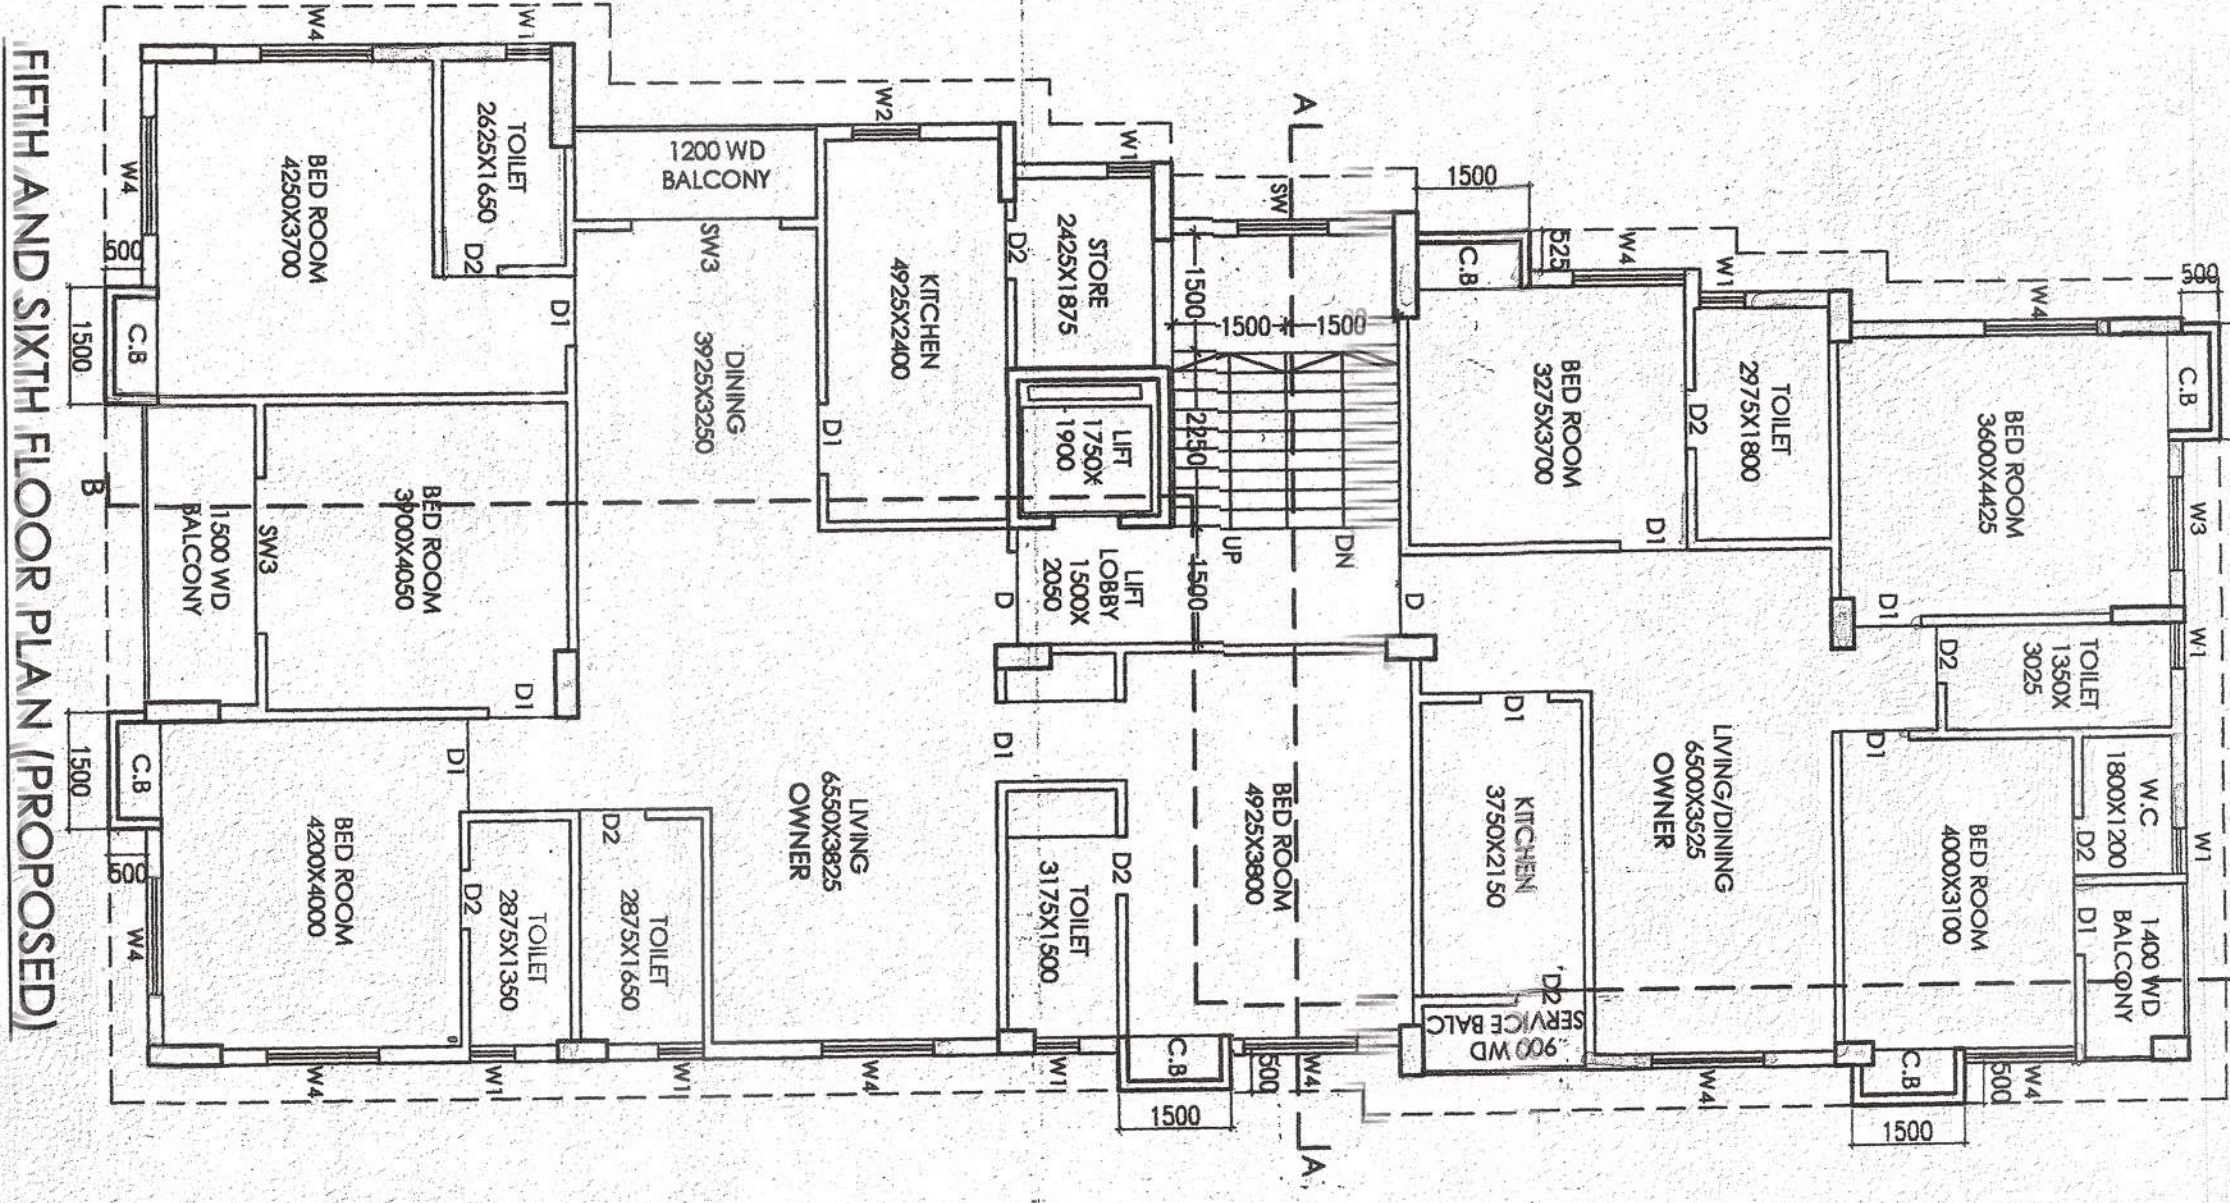 FIFTH AND SIXTH FLOOR PLAN (PROPOSED)
W4
W1
BED ROOM
4250X3700
TOILET
2625X1650
D2
D1
W4
500
1500
C.B
1200 WD
BALCONY
SW3
DINING
3925X3250
W2
KITCHEN
4925X2400
D1
W1
STORE
2425X1875
D2
LIFT
1750X
1900
LIFT
LOBBY
1500X
2050
D
A
SW
1500
1500
1500
2250
1500
UP
DN
D
1500
525
C.B
W4
BED ROOM
3275X3700
D1
W1
TOILET
2975X1800
D2
W4
500
C.B
BED ROOM
3600X4425
W3
D1
TOILET
1350X
3025
D2
W1
W.C
1800X1200
D2
W1
1400 WD
BALCONY
D1
BED ROOM
4000X3100
D1
C.B
500
W4
1500
LIVING/DINING
6500X3525
OWNER
W4
KITCHEN
3750X2150
D1
D2
900 WD
SERVICE BALC
BED ROOM
4925X3800
C.B
500
W4
1500
A
TOILET
3175X1500
D2
D1
W1
LIVING
6550X3825
OWNER
W4
TOILET
2875X1650
D2
W1
TOILET
2875X1350
D2
W1
BED ROOM
4200X4000
D1
W4
W4
500
1500
C.B
BED ROOM
3900X4050
D1
SW3
1500 WD
BALCONY
B